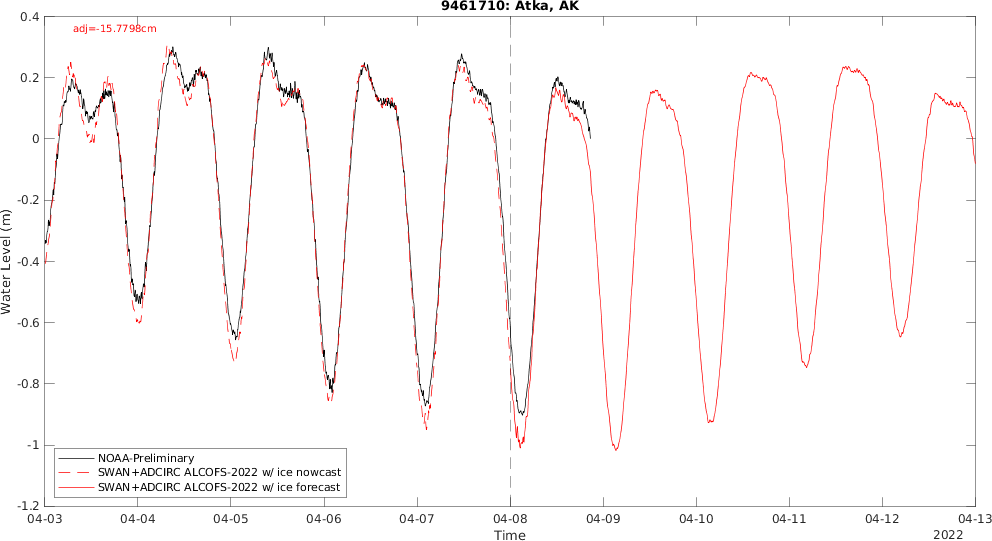 9461710: Atka, AK
adj=-15.7798cm
0.4
0.2
0
-0.2
-0.4
-0.6
-0.8
-1
-1.2
Water Level (m)
NOAA-Preliminary
SWAN+ADCIRC ALCOFS-2022 w/ ice nowcast
SWAN+ADCIRC ALCOFS-2022 w/ ice forecast
04-03 04-04 04-05 04-06 04-07 04-08 04-09 04-10 04-11 04-12 04-13
Time
2022